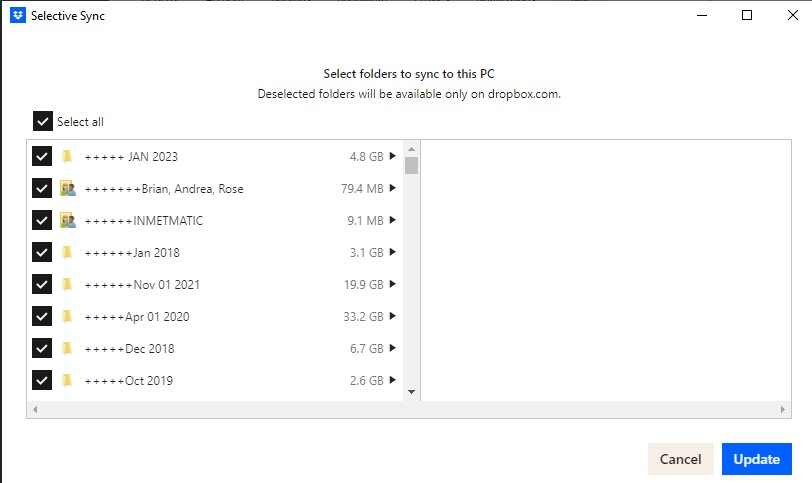 Selective Sync
Select folders to sync to this PC
Deselected folders will be available only on dropbox.com.
Select all
+++++ JAN 2023 4.8 GB
+++++++Brian, Andrea, Rose 79.4 MB
++++++INMETMATIC 9.1 MB
++++++Jan 2018 3.1 GB
++++++Nov 01 2021 19.9 GB
+++++Apr 01 2020 33.2 GB
+++++Dec 2018 6.7 GB
+++++Oct 2019 2.6 GB
Cancel Update